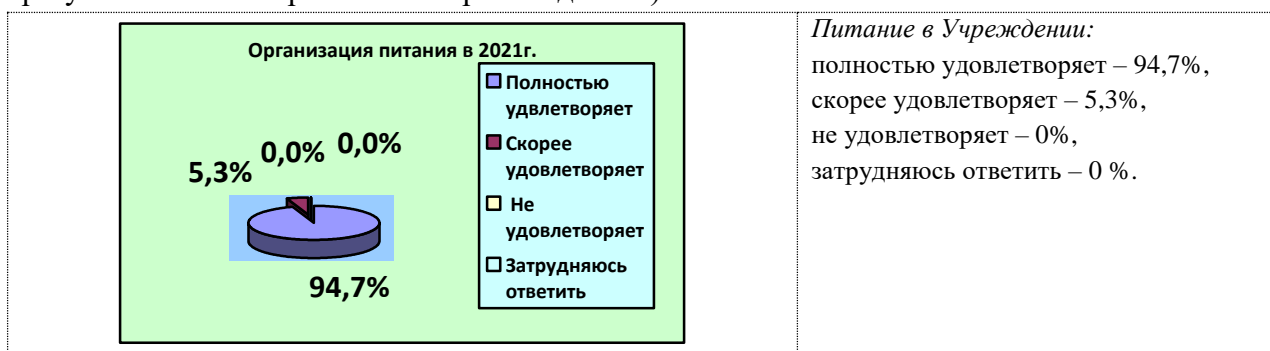 Организация питания в 2021г.
5,3%
0,0%
0,0%
94,7%
Полностью
удвлетворяет
Скорее
удовлетворяет
Не
удовлетворяет
Затрудняюсь
ответить
Питание в Учреждении:
полностью удовлетворяет – 94,7%,
скорее удовлетворяет – 5,3%,
не удовлетворяет – 0%,
затрудняюсь ответить – 0 %.